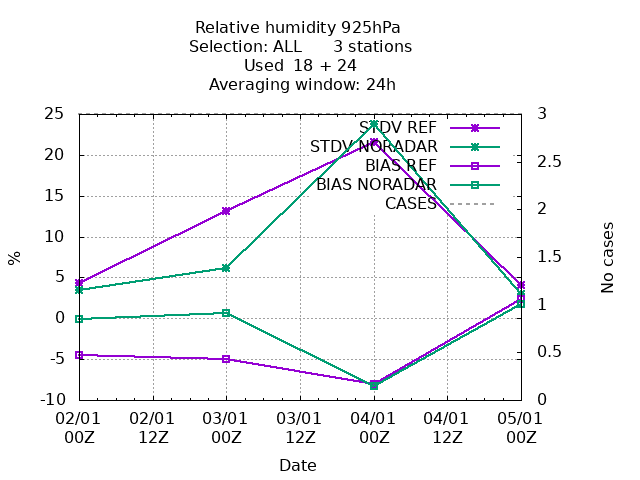 Relative humidity 925hPa
Selection: ALL      3 stations
Used  18 + 24
Averaging window: 24h
25
20
15
10
5
0
-5
-10
%
3
2.5
2
1.5
1
0.5
0
No cases
STDV REF
STDV NORADAR
BIAS REF
BIAS NORADAR
CASES
02/01 02/01 03/01 03/01 04/01 04/01 05/01
00Z 12Z 00Z 12Z 00Z 12Z 00Z
Date